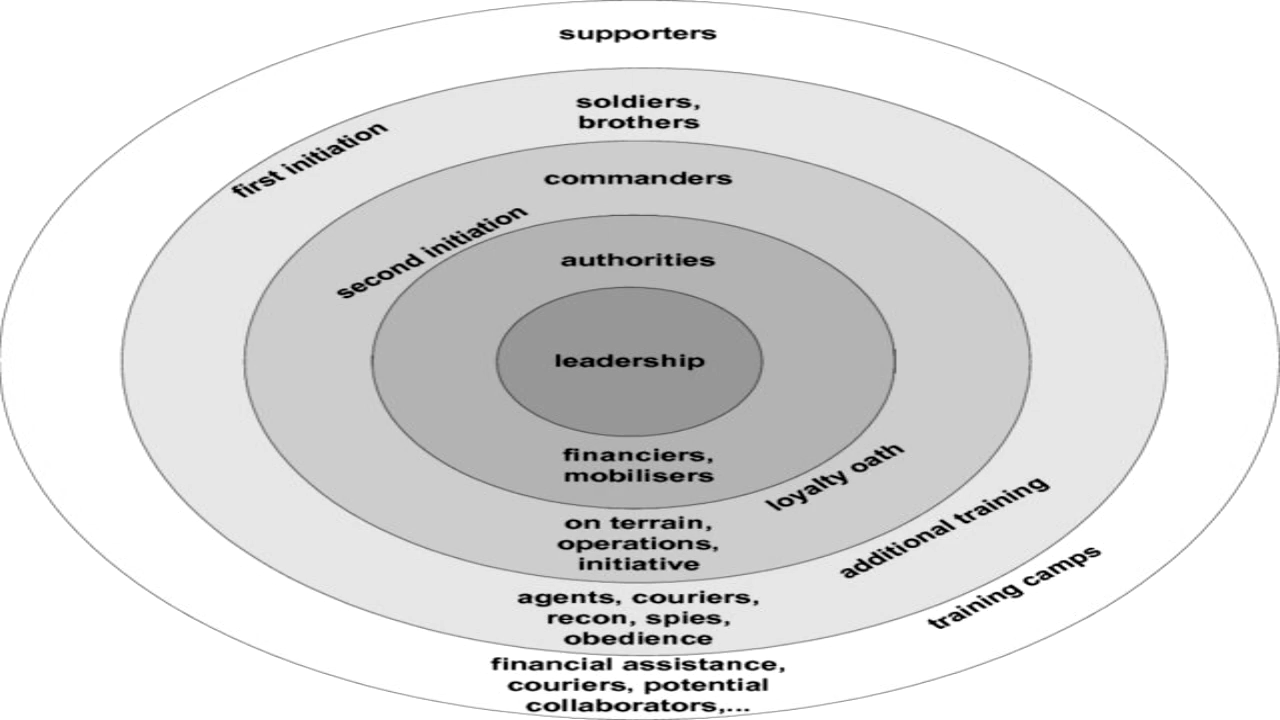 supporters
soldiers,
brothers
first initiation
commanders
second initiation
authorities
leadership
financiers,
mobilisers
loyalty oath
on terrain,
operations,
initiative
additional training
agents, couriers,
recon, spies,
obedience
training camps
financial assistance,
couriers, potential
collaborators,...